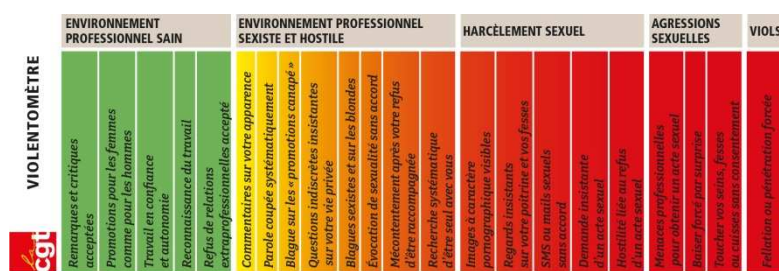 VIOLENTOMÈTRE
la cgt
ENVIRONNEMENT
PROFESSIONNEL SAIN
Remarques et critiques
acceptées
Promotions pour les femmes
comme pour les hommes
Travail en confiance
et autonomie
Reconnaissance du travail
Refus de relations
extraprofessionnelles accepté
ENVIRONNEMENT PROFESSIONNEL
SEXISTE ET HOSTILE
Commentaires sur votre apparence
Parole coupée systématiquement
Blague sur les « promotions canapé »
Questions indiscrètes insistantes
sur votre vie privée
Blagues sexistes et sur les blondes
Évocation de sexualité sans accord
Mécontentement après votre refus
d'être raccompagnée
Recherche systématique
d'être seul avec vous
HARCÈLEMENT SEXUEL
Images à caractère
pornographique visibles
Regards insistants
sur votre poitrine et vos fesses
SMS ou mails sexuels
sans accord
Demande insistante
d'un acte sexuel
Hostilité liée au refus
d'un acte sexuel
AGRESSIONS
SEXUELLES
Menaces professionnelles
pour obtenir un acte sexuel
Baiser forcé par surprise
Toucher vos seins, fesses
ou cuisses sans consentement
VIOLS
Fellation ou pénétration forcée